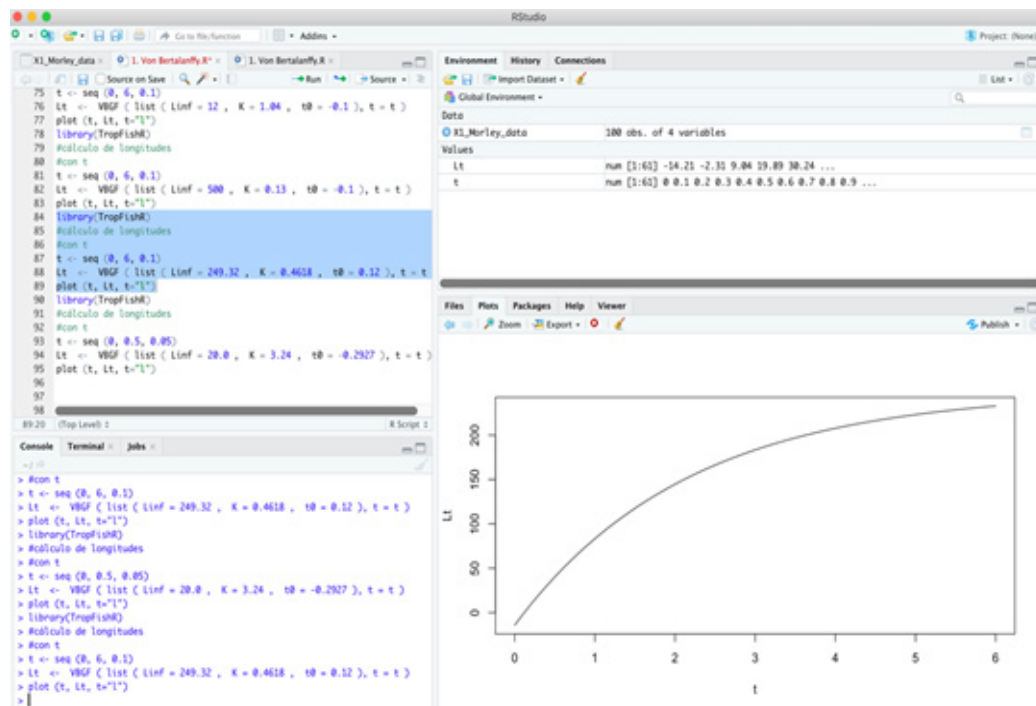 RStudio
Go to file/function
Addins
Project: (None)
X1_Morley_data
1. Von Bertalanffy.R*
1. Von Bertalanffy.R
Source on Save
Run
Source
75 t <- seq (0, 6, 0.1)
76 Lt <- VBGF ( list ( Linf = 12 , K = 1.04 , t0 = -0.1 ), t = t )
77 plot (t, Lt, t="l")
78 library(TropFishR)
79 #cálculo de longitudes
80 #con t
81 t <- seq (0, 6, 0.1)
82 Lt <- VBGF ( list ( Linf = 500 , K = 0.13 , t0 = -0.1 ), t = t )
83 plot (t, Lt, t="l")
84 library(TropFishR)
85 #cálculo de longitudes
86 #con t
87 t <- seq (0, 6, 0.1)
88 Lt <- VBGF ( list ( Linf = 249.32 , K = 0.4618 , t0 = 0.12 ), t = t
89 plot (t, Lt, t="l")
90 library(TropFishR)
91 #cálculo de longitudes
92 #con t
93 t <- seq (0, 0.5, 0.05)
94 Lt <- VBGF ( list ( Linf = 20.0 , K = 3.24 , t0 = -0.2927 ), t = t )
95 plot (t, Lt, t="l")
96
97
98
89:20 (Top Level)
R Script
Console Terminal Jobs
> #con t
> t <- seq (0, 6, 0.1)
> Lt <- VBGF ( list ( Linf = 249.32 , K = 0.4618 , t0 = 0.12 ), t = t )
> plot (t, Lt, t="l")
> library(TropFishR)
> #cálculo de longitudes
> #con t
> t <- seq (0, 0.5, 0.05)
> Lt <- VBGF ( list ( Linf = 20.0 , K = 3.24 , t0 = -0.2927 ), t = t )
> plot (t, Lt, t="l")
> library(TropFishR)
> #cálculo de longitudes
> #con t
> t <- seq (0, 6, 0.1)
> Lt <- VBGF ( list ( Linf = 249.32 , K = 0.4618 , t0 = 0.12 ), t = t )
> plot (t, Lt, t="l")
>
Environment History Connections
Import Dataset
List
Global Environment
Data
X1_Morley_data 100 obs. of 4 variables
Values
Lt num [1:61] -14.21 -2.31 9.04 19.89 30.24 ...
t num [1:61] 0 0.1 0.2 0.3 0.4 0.5 0.6 0.7 0.8 0.9 ...
Files Plots Packages Help Viewer
Zoom Export
Publish
200
150
100
50
0
Lt
0 1 2 3 4 5 6
t